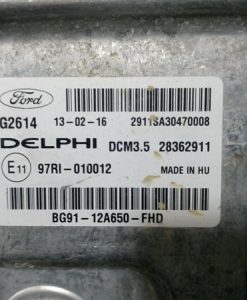 Ford
G2614 13-02-16 2911SA30470008
DELPHI DCM3.5 28362911
E11 97RI-010012 MADE IN HU
BG91-12A650-FHD